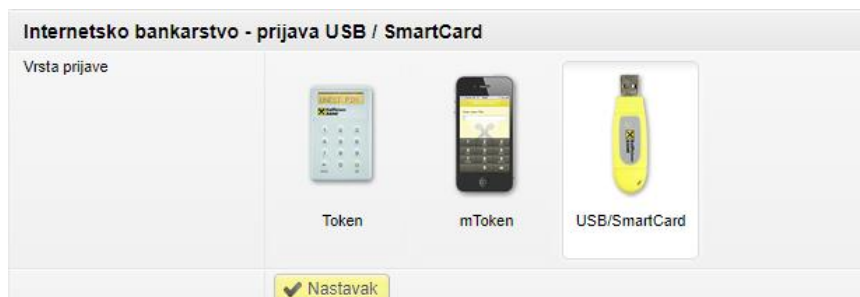 Internetsko bankarstvo - prijava USB / SmartCard
Vrsta prijave
Token
mToken
USB/SmartCard
Nastavak